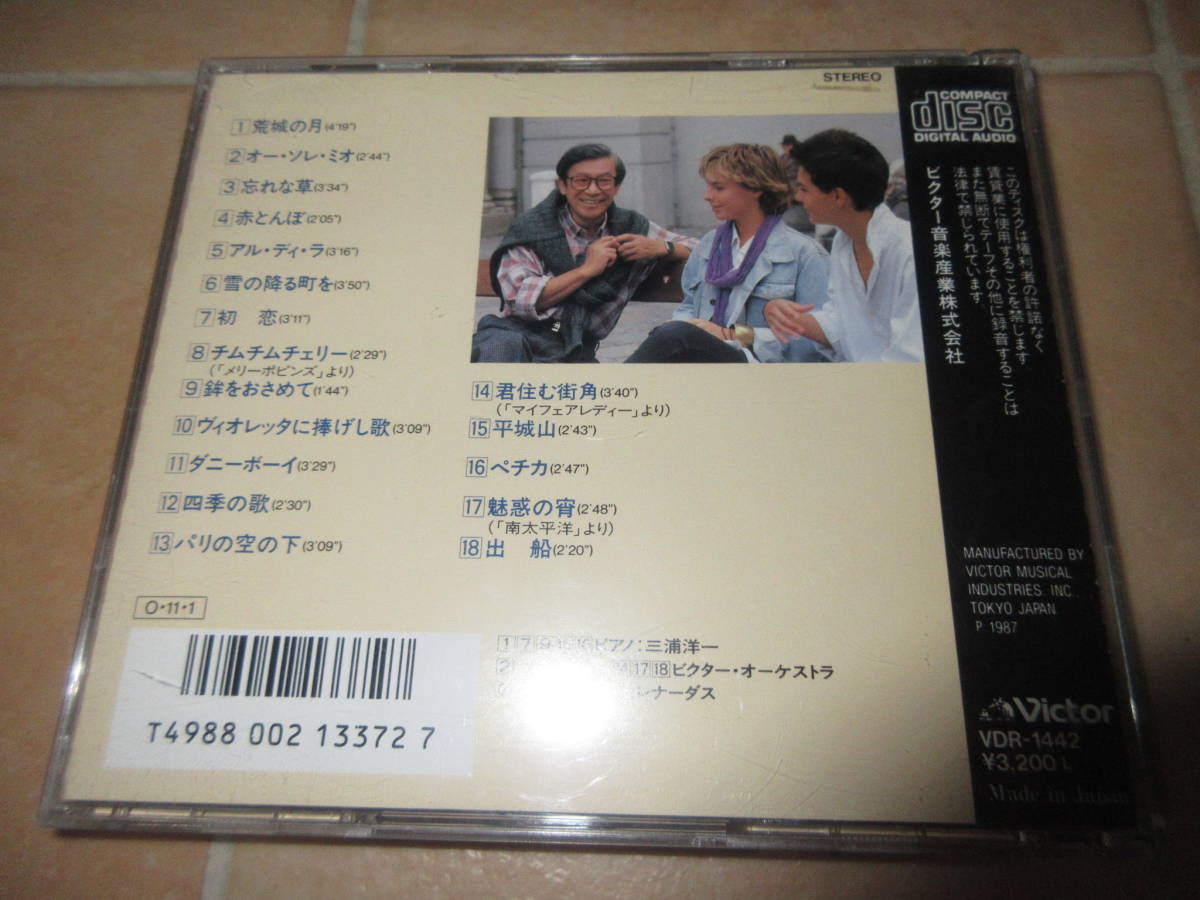 STEREO
1 荒城の月(4'19")
2 オー・ソレ・ミオ(2'44")
3 忘れな草(3'34")
4 赤とんぼ(2'05")
5 アル・ディ・ラ(3'16")
6 雪の降る町を(3'50")
7 初 恋(3'11")
8 チムチムチェリー(2'29")
(「メリーポピンズ」より)
9 鉾をおさめて(1'44")
10 ヴィオレッタに捧げし歌(3'09")
11 ダニーボーイ(3'29")
12 四季の歌(2'30")
13 パリの空の下(3'09")
14 君住む街角(3'40")
(「マイフェアレディー」より)
15 平城山(2'43")
16 ペチカ(2'47")
17 魅惑の宵(2'48")
(「南太平洋」より)
18 出 船(2'20")
O・11・1
T4988 002 13372 7
1 7 9 15 16 ピアノ:三浦洋一
2 14 17 18 ビクター・オーケストラ
レナーダス
COMPACT
disc
DIGITAL AUDIO
このディスクは権利者の許諾なく
賃貸業に使用することを禁じます
また無断でテープその他に録音することは
法律で禁じられています。
ビクター音楽産業株式会社
MANUFACTURED BY
VICTOR MUSICAL
INDUSTRIES. INC.
TOKYO JAPAN
P 1987
Victor
VDR-1442
¥3,200 L
Made in Japan